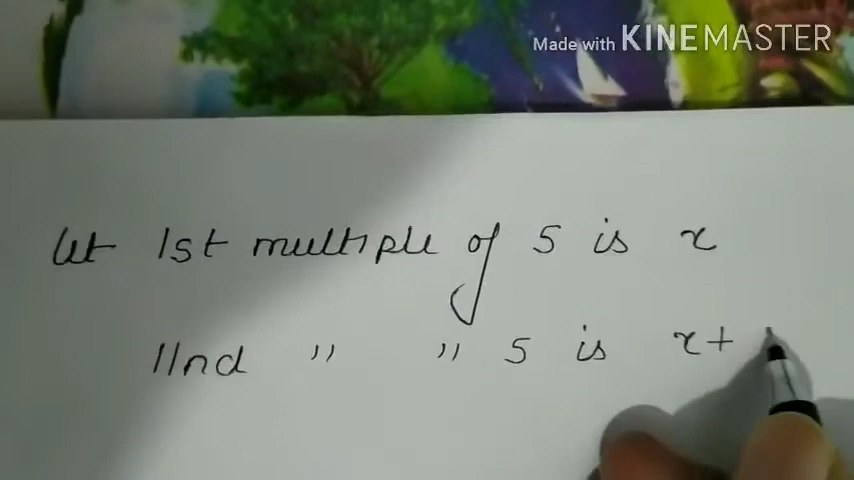 Made with KINEMASTER
let 1st multiple of 5 is x
IInd " " 5 is x+